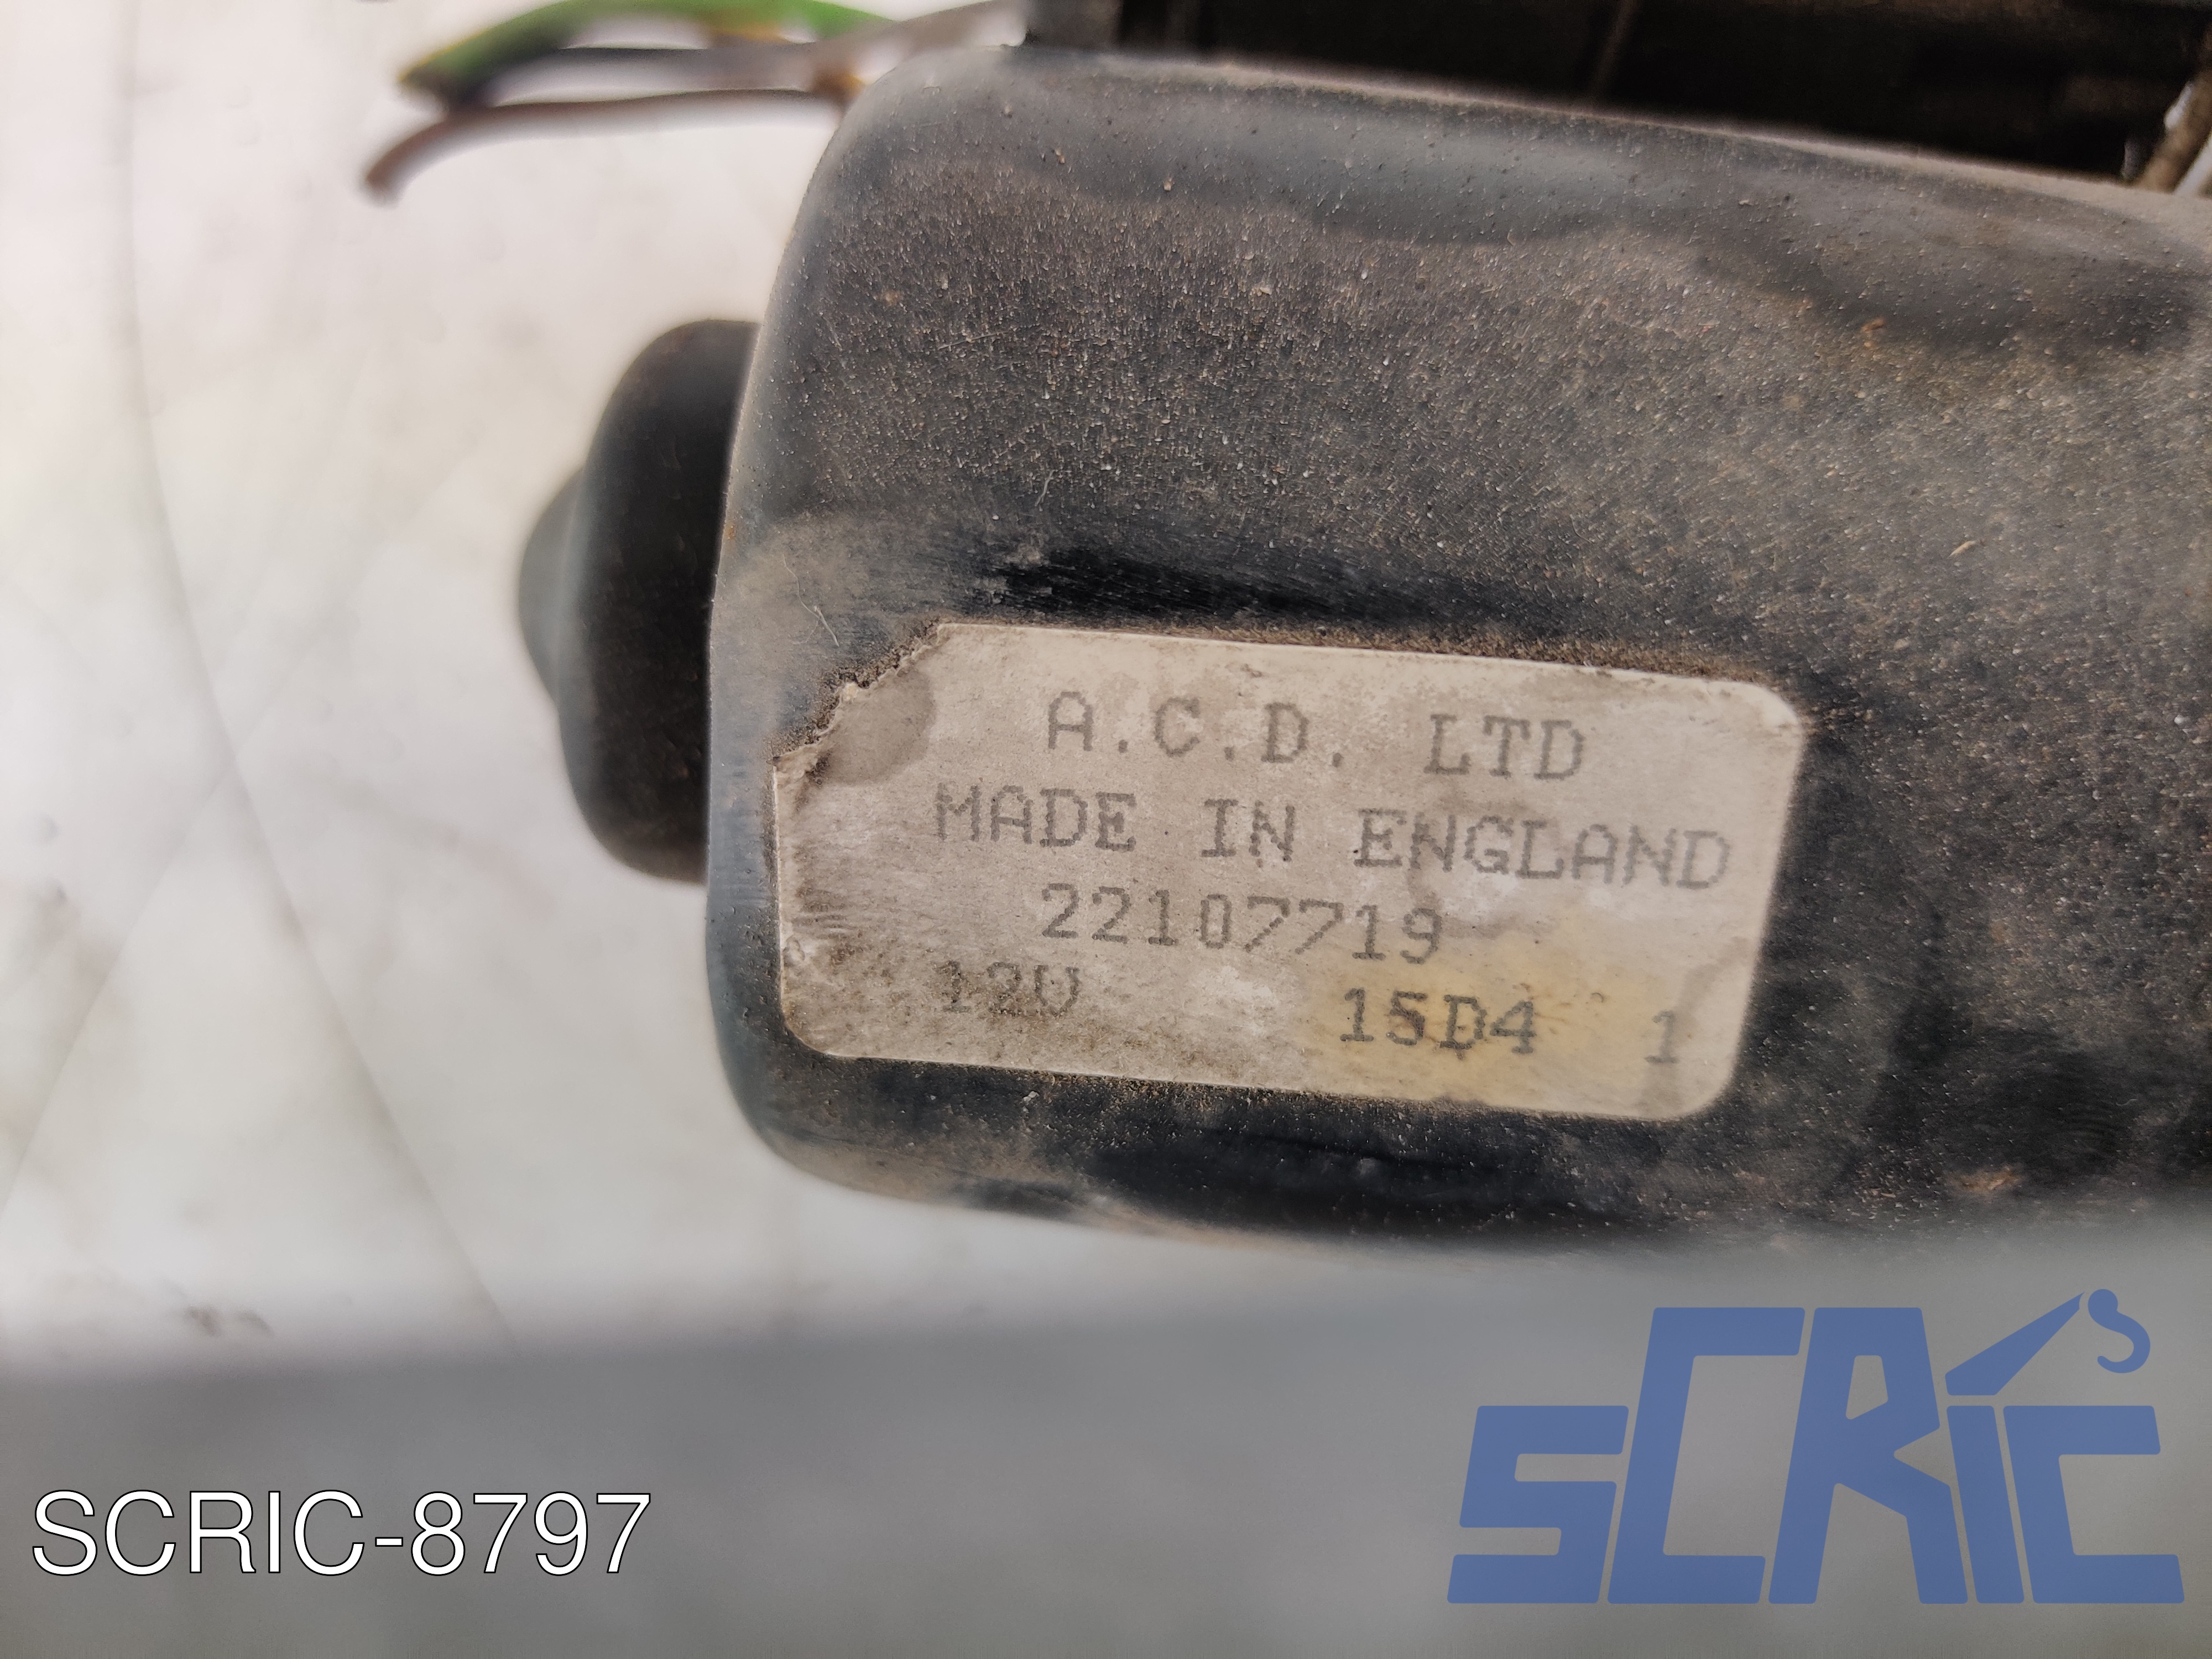 A.C.D. LTD
MADE IN ENGLAND
22107719
12V 15D4 1
SCRIC
SCRIC-8797